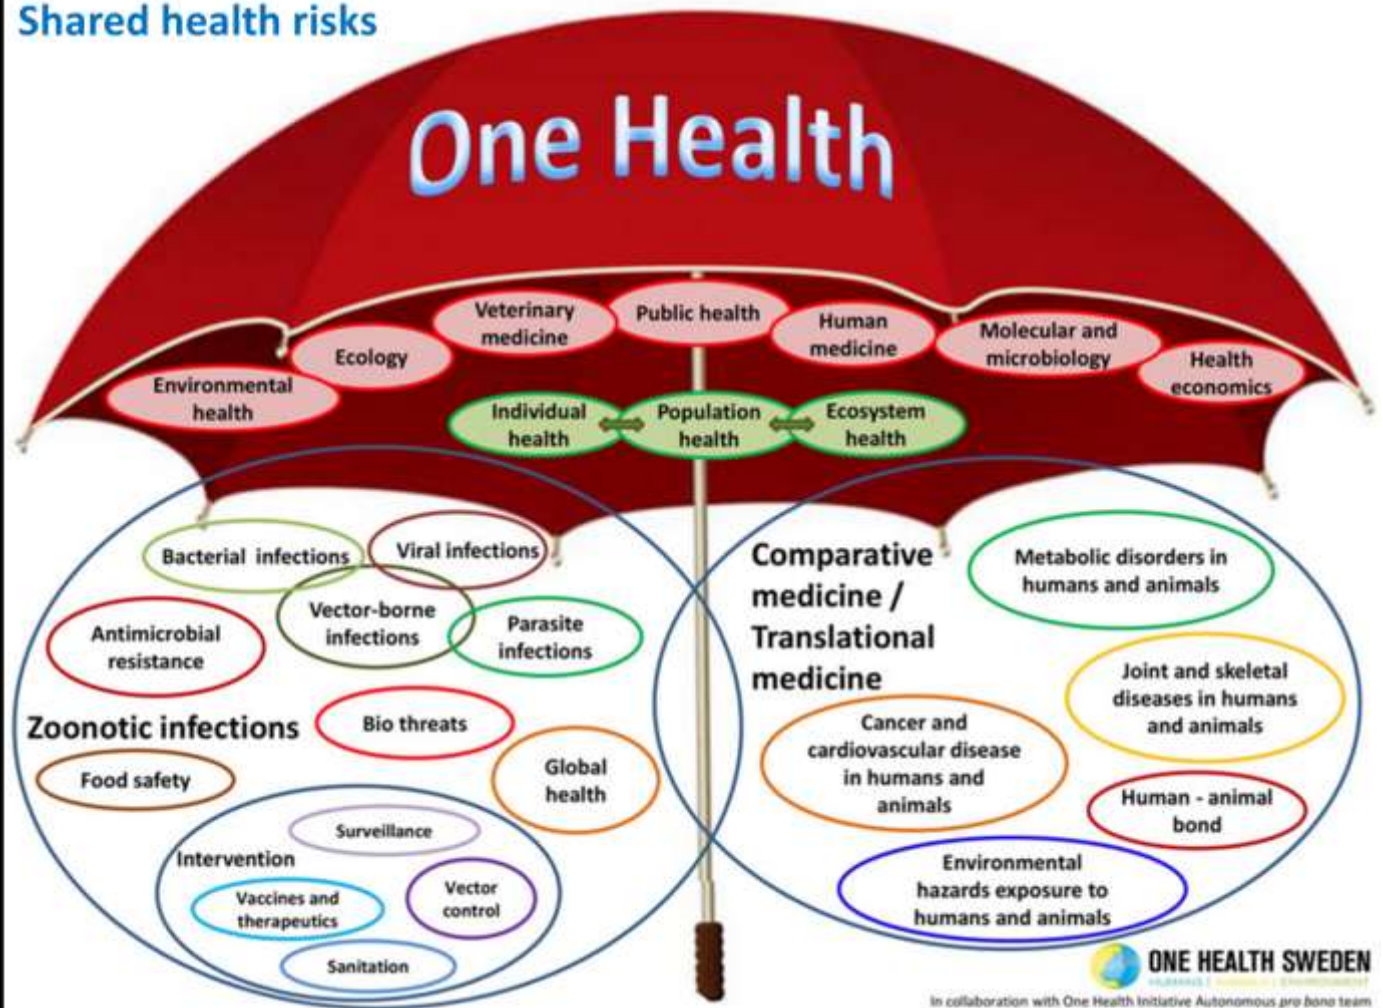 Shared health risks
One Health
Veterinary
medicine
Public health
Human
medicine
Molecular and
microbiology
Ecology
Health
economics
Environmental
health
Individual
health
Population
health
Ecosystem
health
Bacterial infections
Viral infections
Vector-borne
infections
Parasite
infections
Antimicrobial
resistance
Zoonotic infections
Bio threats
Food safety
Global
health
Surveillance
Intervention
Vaccines and
therapeutics
Vector
control
Sanitation
Comparative
medicine /
Translational
medicine
Metabolic disorders in
humans and animals
Joint and skeletal
diseases in humans
and animals
Cancer and
cardiovascular disease
in humans and
animals
Human - animal
bond
Environmental
hazards exposure to
humans and animals
ONE HEALTH SWEDEN
In collaboration with One Health Initiative Autonomous pro bono team